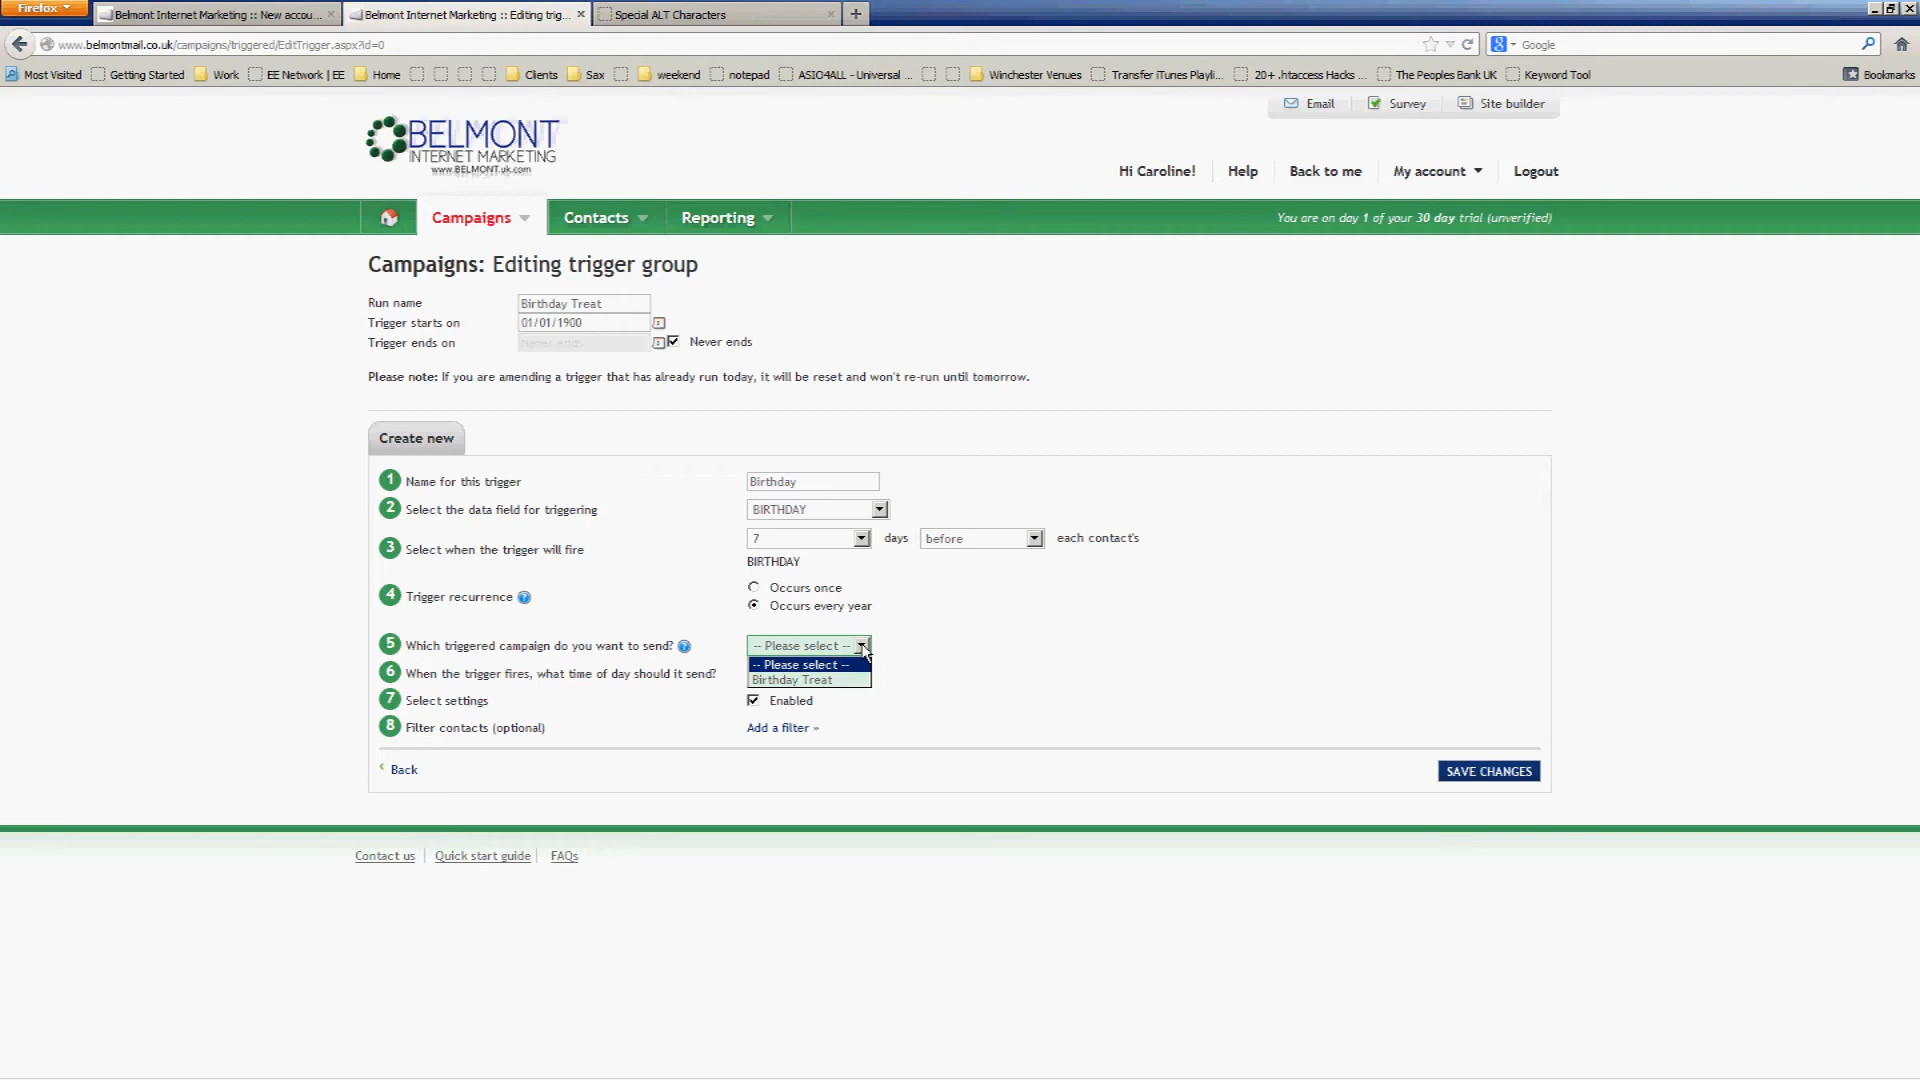 Firefox
Belmont Internet Marketing :: New accou...
Belmont Internet Marketing :: Editing trig...
Special ALT Characters
www.belmontmail.co.uk/campaigns/triggered/EditTrigger.aspx?id=0
Google
Most Visited
Getting Started
Work
EE Network | EE
Home
Clients
Sax
weekend
notepad
ASIO4ALL - Universal ...
Winchester Venues
Transfer iTunes Playli...
20+ .htaccess Hacks ...
The Peoples Bank UK
Keyword Tool
Bookmarks
Email
Survey
Site builder
BELMONT
INTERNET MARKETING
www.BELMONT.uk.com
Hi Caroline!
Help
Back to me
My account
Logout
Campaigns
Contacts
Reporting
You are on day 1 of your 30 day trial (unverified)
Campaigns: Editing trigger group
Run name
Birthday Treat
Trigger starts on
01/01/1900
Trigger ends on
Never ends
Never ends
Please note: If you are amending a trigger that has already run today, it will be reset and won't re-run until tomorrow.
Create new
1 Name for this trigger
Birthday
2 Select the data field for triggering
BIRTHDAY
3 Select when the trigger will fire
7 days before each contact's
BIRTHDAY
4 Trigger recurrence ?
Occurs once
Occurs every year
5 Which triggered campaign do you want to send? ?
-- Please select --
-- Please select --
Birthday Treat
6 When the trigger fires, what time of day should it send?
7 Select settings
Enabled
8 Filter contacts (optional)
Add a filter »
‹ Back
SAVE CHANGES
Contact us
Quick start guide
FAQs